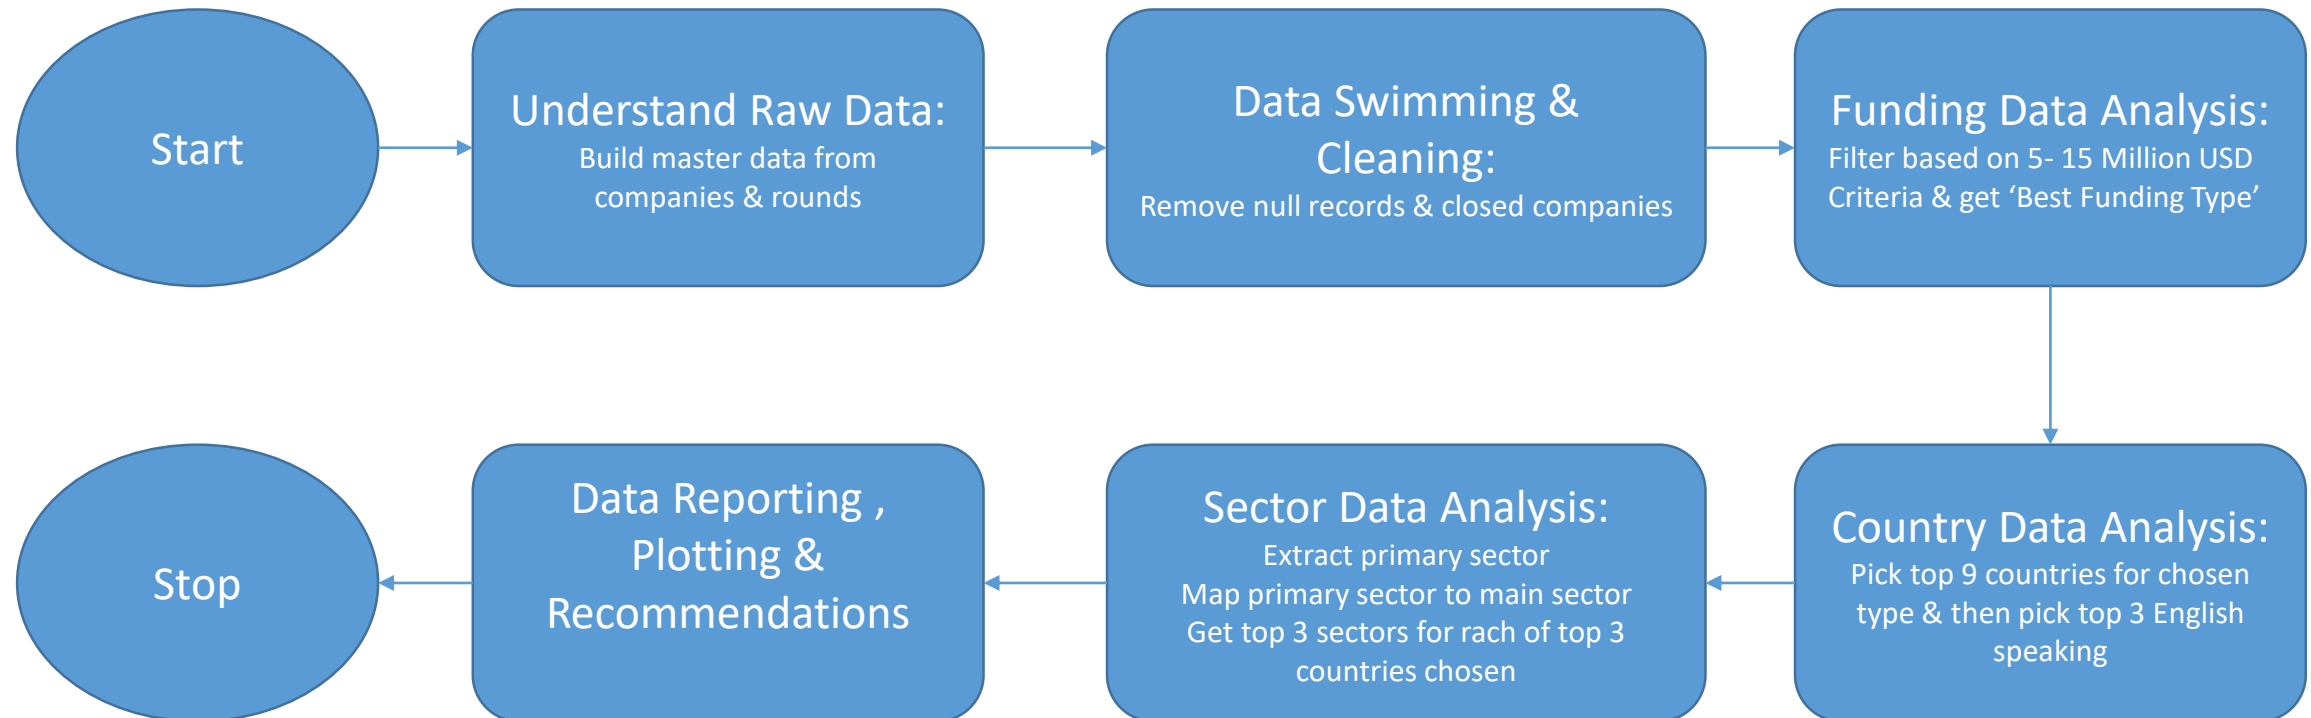 Start
Understand Raw Data:
Build master data from
companies & rounds
Data Swimming &
Cleaning:
Remove null records & closed companies
Funding Data Analysis:
Filter based on 5- 15 Million USD
Criteria & get ‘Best Funding Type’
Country Data Analysis:
Pick top 9 countries for chosen
type & then pick top 3 English
speaking
Sector Data Analysis:
Extract primary sector
Map primary sector to main sector
Get top 3 sectors for rach of top 3
countries chosen
Data Reporting ,
Plotting &
Recommendations
Stop